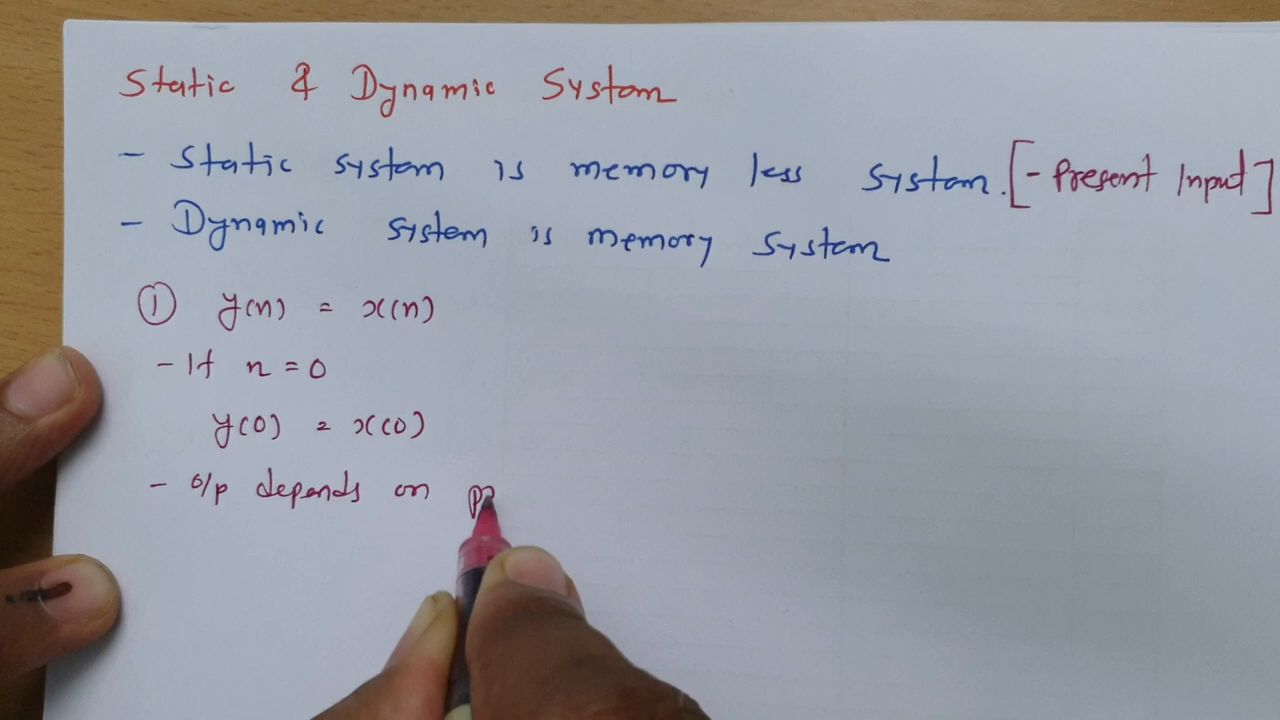 Static & Dynamic System
- Static system is memory less system. [- Present Input]
- Dynamic system is memory system
① y(n) = x(n)
- If n = 0
y(0) = x(0)
- o/p depends on